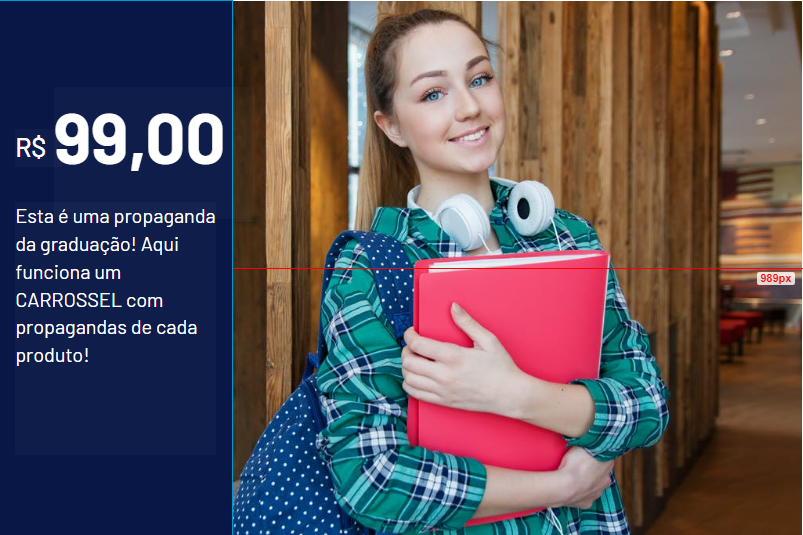 R$ 99,00
Esta é uma propaganda
da graduação! Aqui
funciona um
CARROSSEL com
propagandas de cada
produto!
989px